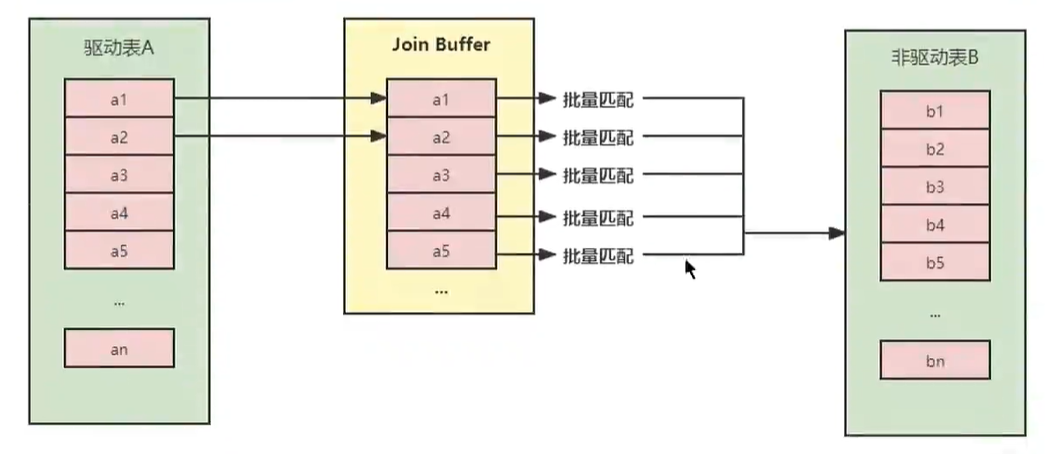 驱动表A
a1
a2
a3
a4
a5
...
an
Join Buffer
a1
a2
a3
a4
a5
...
批量匹配
批量匹配
批量匹配
批量匹配
批量匹配
非驱动表B
b1
b2
b3
b4
b5
...
bn